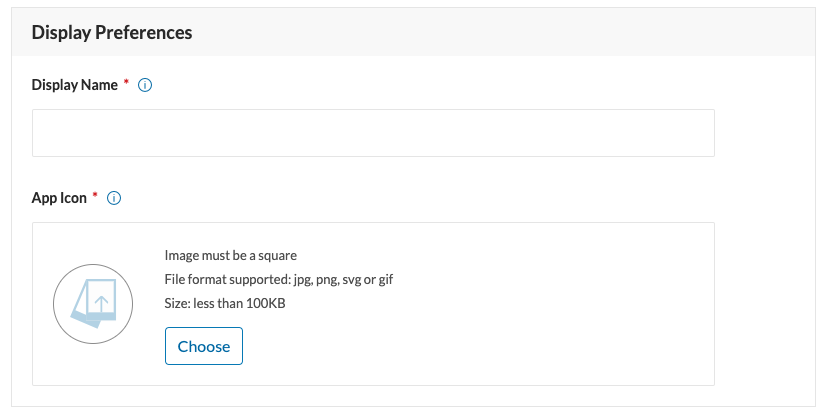 Display Preferences
Display Name *
App Icon *
Image must be a square
File format supported: jpg, png, svg or gif
Size: less than 100KB
Choose